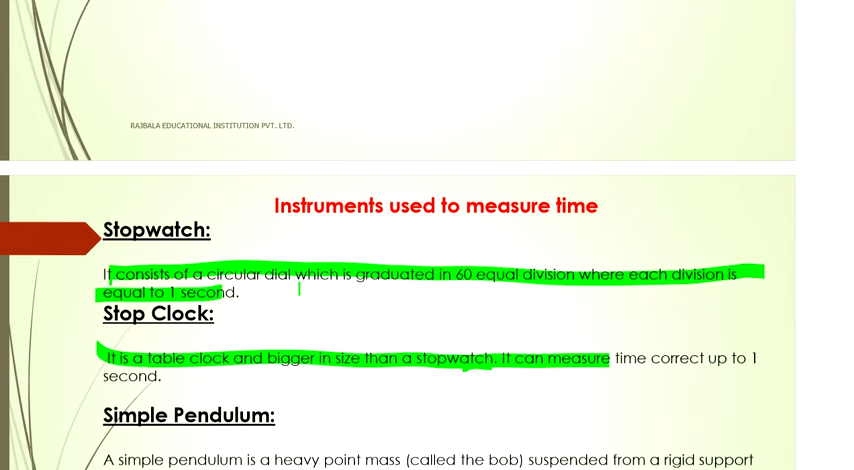 RAJBALA EDUCATIONAL INSTITUTION PVT. LTD.
Instruments used to measure time
Stopwatch:
It consists of a circular dial which is graduated in 60 equal division where each division is
equal to 1 second.
Stop Clock:
It is a table clock and bigger in size than a stopwatch. It can measure time correct up to 1
second.
Simple Pendulum:
A simple pendulum is a heavy point mass (called the bob) suspended from a rigid support